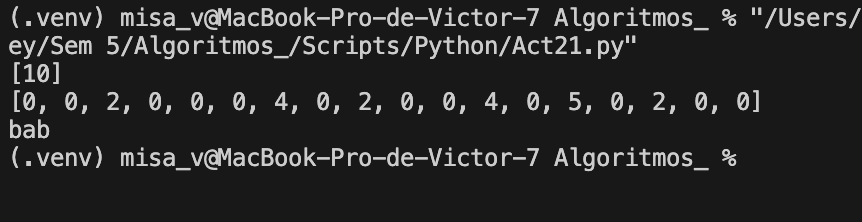 (.venv) misa_v@MacBook-Pro-de-Victor-7 Algoritmos_ % "/Users/
ey/Sem 5/Algoritmos_/Scripts/Python/Act21.py"
[10]
[0, 0, 2, 0, 0, 0, 4, 0, 2, 0, 0, 4, 0, 5, 0, 2, 0, 0]
bab
(.venv) misa_v@MacBook-Pro-de-Victor-7 Algoritmos_ %